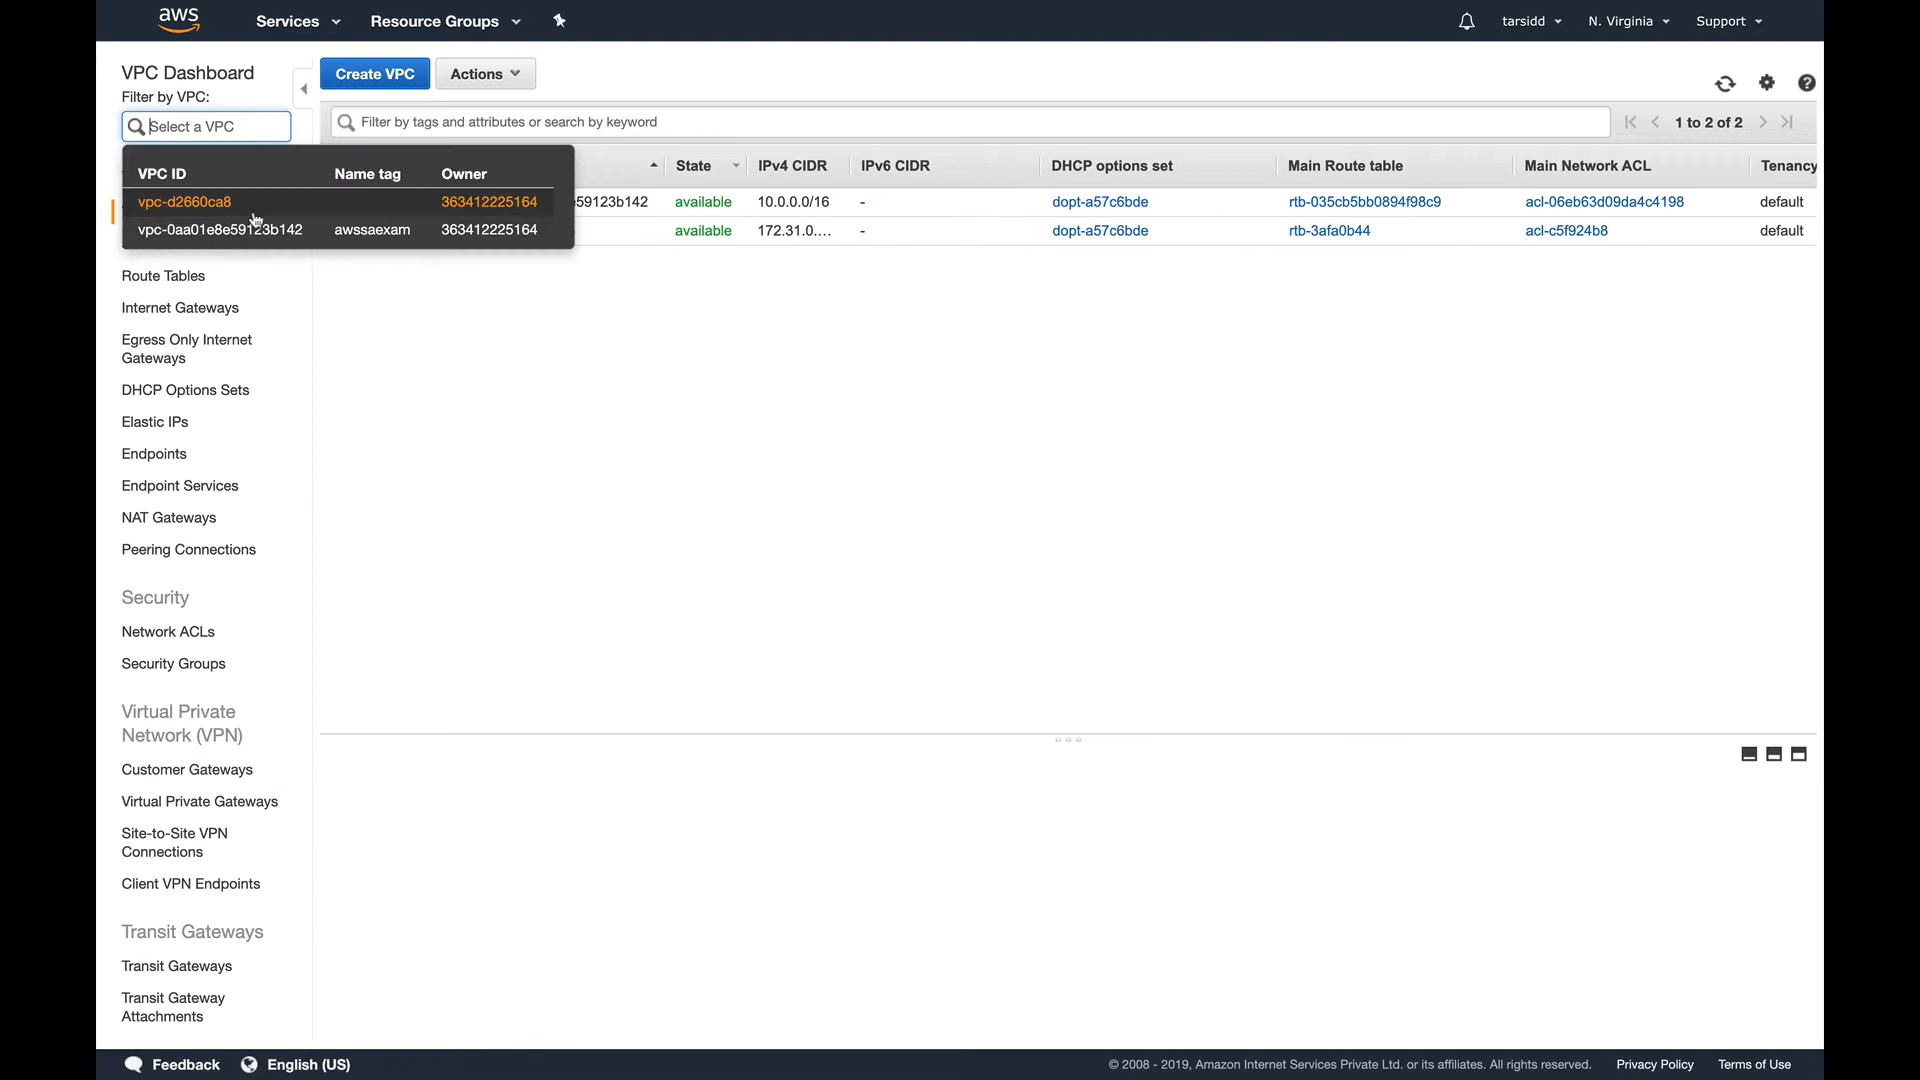 aws
Services
Resource Groups
tarsidd
N. Virginia
Support
VPC Dashboard
Filter by VPC:
Select a VPC
Create VPC
Actions
Filter by tags and attributes or search by keyword
1 to 2 of 2
VPC ID Name tag Owner
vpc-d2660ca8 363412225164
vpc-0aa01e8e59123b142 awssaexam 363412225164
State IPv4 CIDR IPv6 CIDR DHCP options set Main Route table Main Network ACL Tenancy
e59123b142 available 10.0.0.0/16 - dopt-a57c6bde rtb-035cb5bb0894f98c9 acl-06eb63d09da4c4198 default
available 172.31.0.... - dopt-a57c6bde rtb-3afa0b44 acl-c5f924b8 default
Route Tables
Internet Gateways
Egress Only Internet
Gateways
DHCP Options Sets
Elastic IPs
Endpoints
Endpoint Services
NAT Gateways
Peering Connections
Security
Network ACLs
Security Groups
Virtual Private
Network (VPN)
Customer Gateways
Virtual Private Gateways
Site-to-Site VPN
Connections
Client VPN Endpoints
Transit Gateways
Transit Gateways
Transit Gateway
Attachments
Feedback
English (US)
© 2008 - 2019, Amazon Internet Services Private Ltd. or its affiliates. All rights reserved.
Privacy Policy
Terms of Use